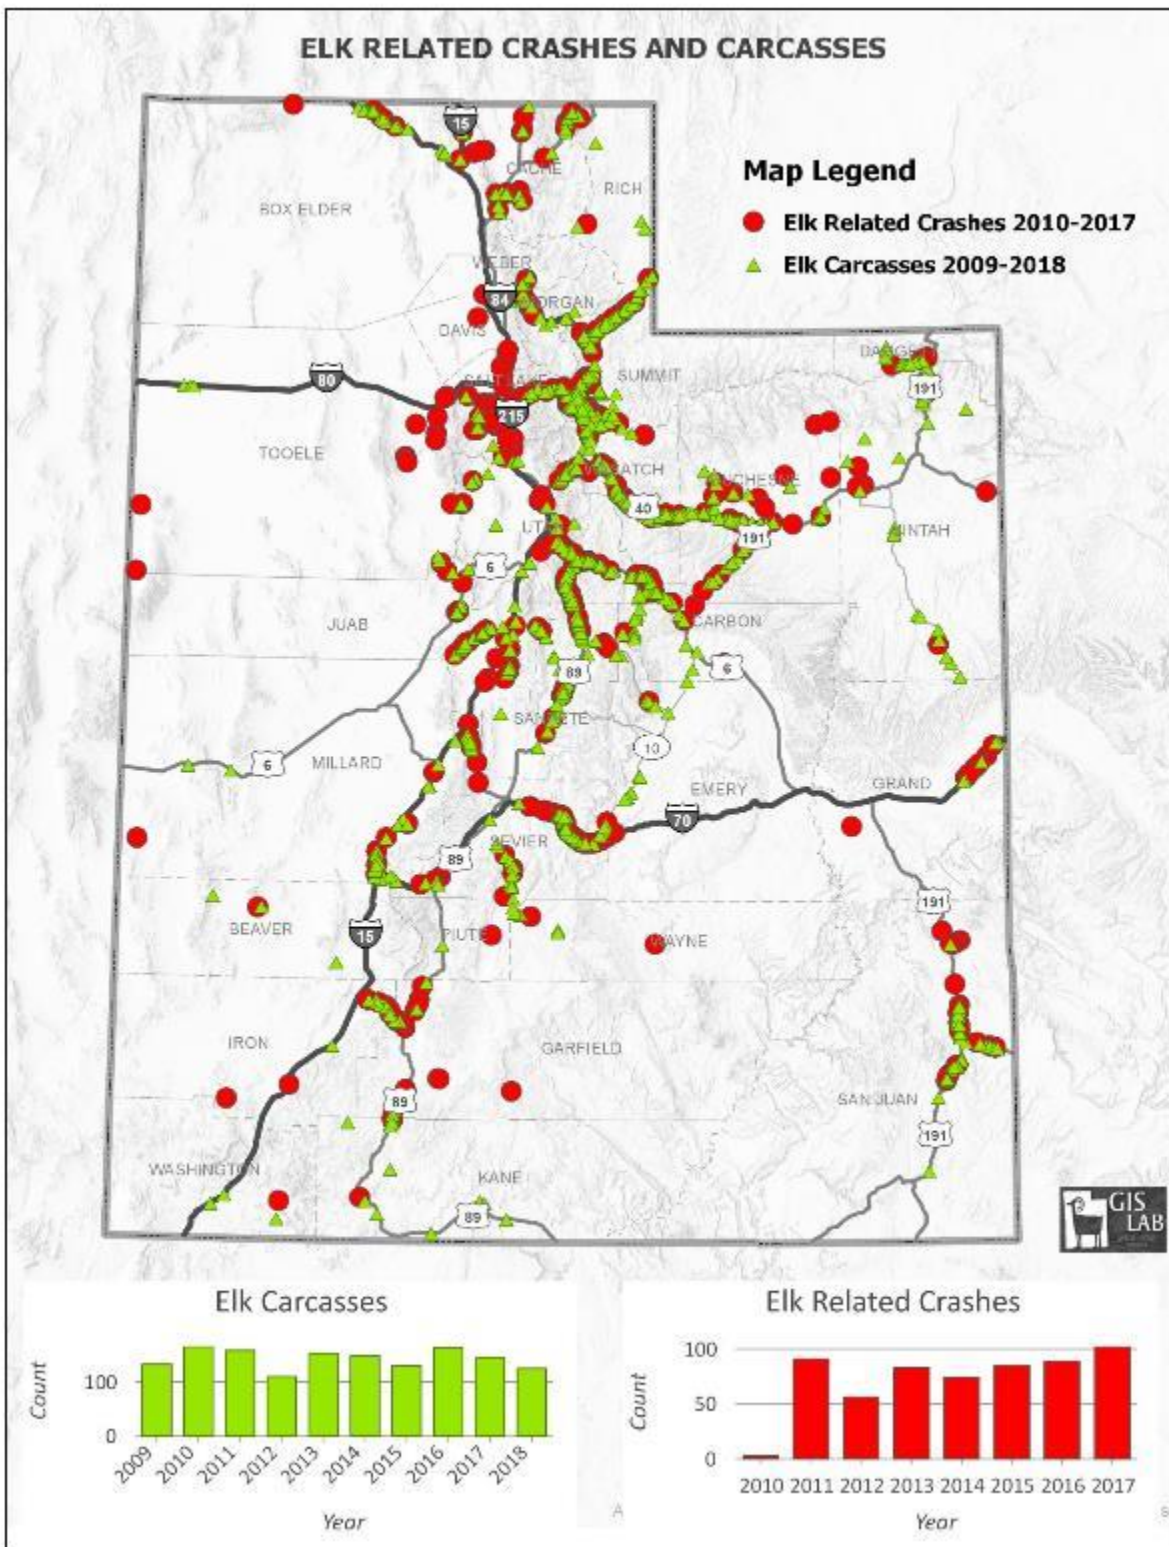 ELK RELATED CRASHES AND CARCASSES
Map Legend
Elk Related Crashes 2010-2017
Elk Carcasses 2009-2018
15
CACHE
RICH
BOX ELDER
WEBER
84
MORGAN
DAVIS
80
SALT LAKE
SUMMIT
DAGGETT
191
215
TOOELE
WASATCH
DUCHESNE
40
191
UINTAH
6
JUAB
CARBON
6
89
SANPETE
10
6
MILLARD
EMERY
GRAND
70
SEVIER
89
191
BEAVER
15
PIUTE
WAYNE
IRON
GARFIELD
89
SAN JUAN
191
WASHINGTON
KANE
89
GIS
LAB
Elk Carcasses
Count
100
0
2009
2010
2011
2012
2013
2014
2015
2016
2017
2018
Year
Elk Related Crashes
Count
100
50
0
2010 2011 2012 2013 2014 2015 2016 2017
Year